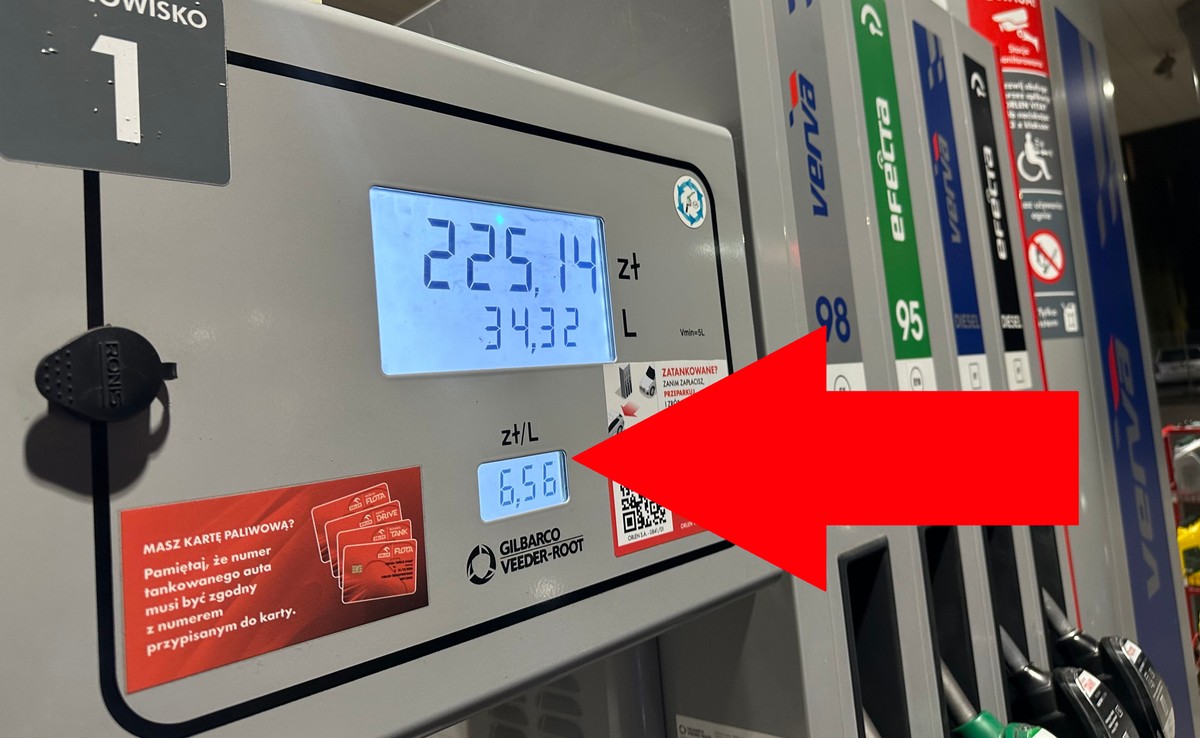 OWISKO
1
225,14 zł
34,32 L
Vmin=5L
zł/L
6,56
GILBARCO
VEEDER-ROOT
RONIS
MASZ KARTĘ PALIWOWĄ?
Pamiętaj, że numer
tankowanego auta
musi być zgodny
z numerem
przypisanym do karty.
FLOTA
DRIVE
TANK
FLOTA
ZATANKOWANE?
ZANIM ZAPŁACISZ,
PRZEPARKUJ
verva
98
efecta
95
verva
DIESEL
efecta
DIESEL
verva